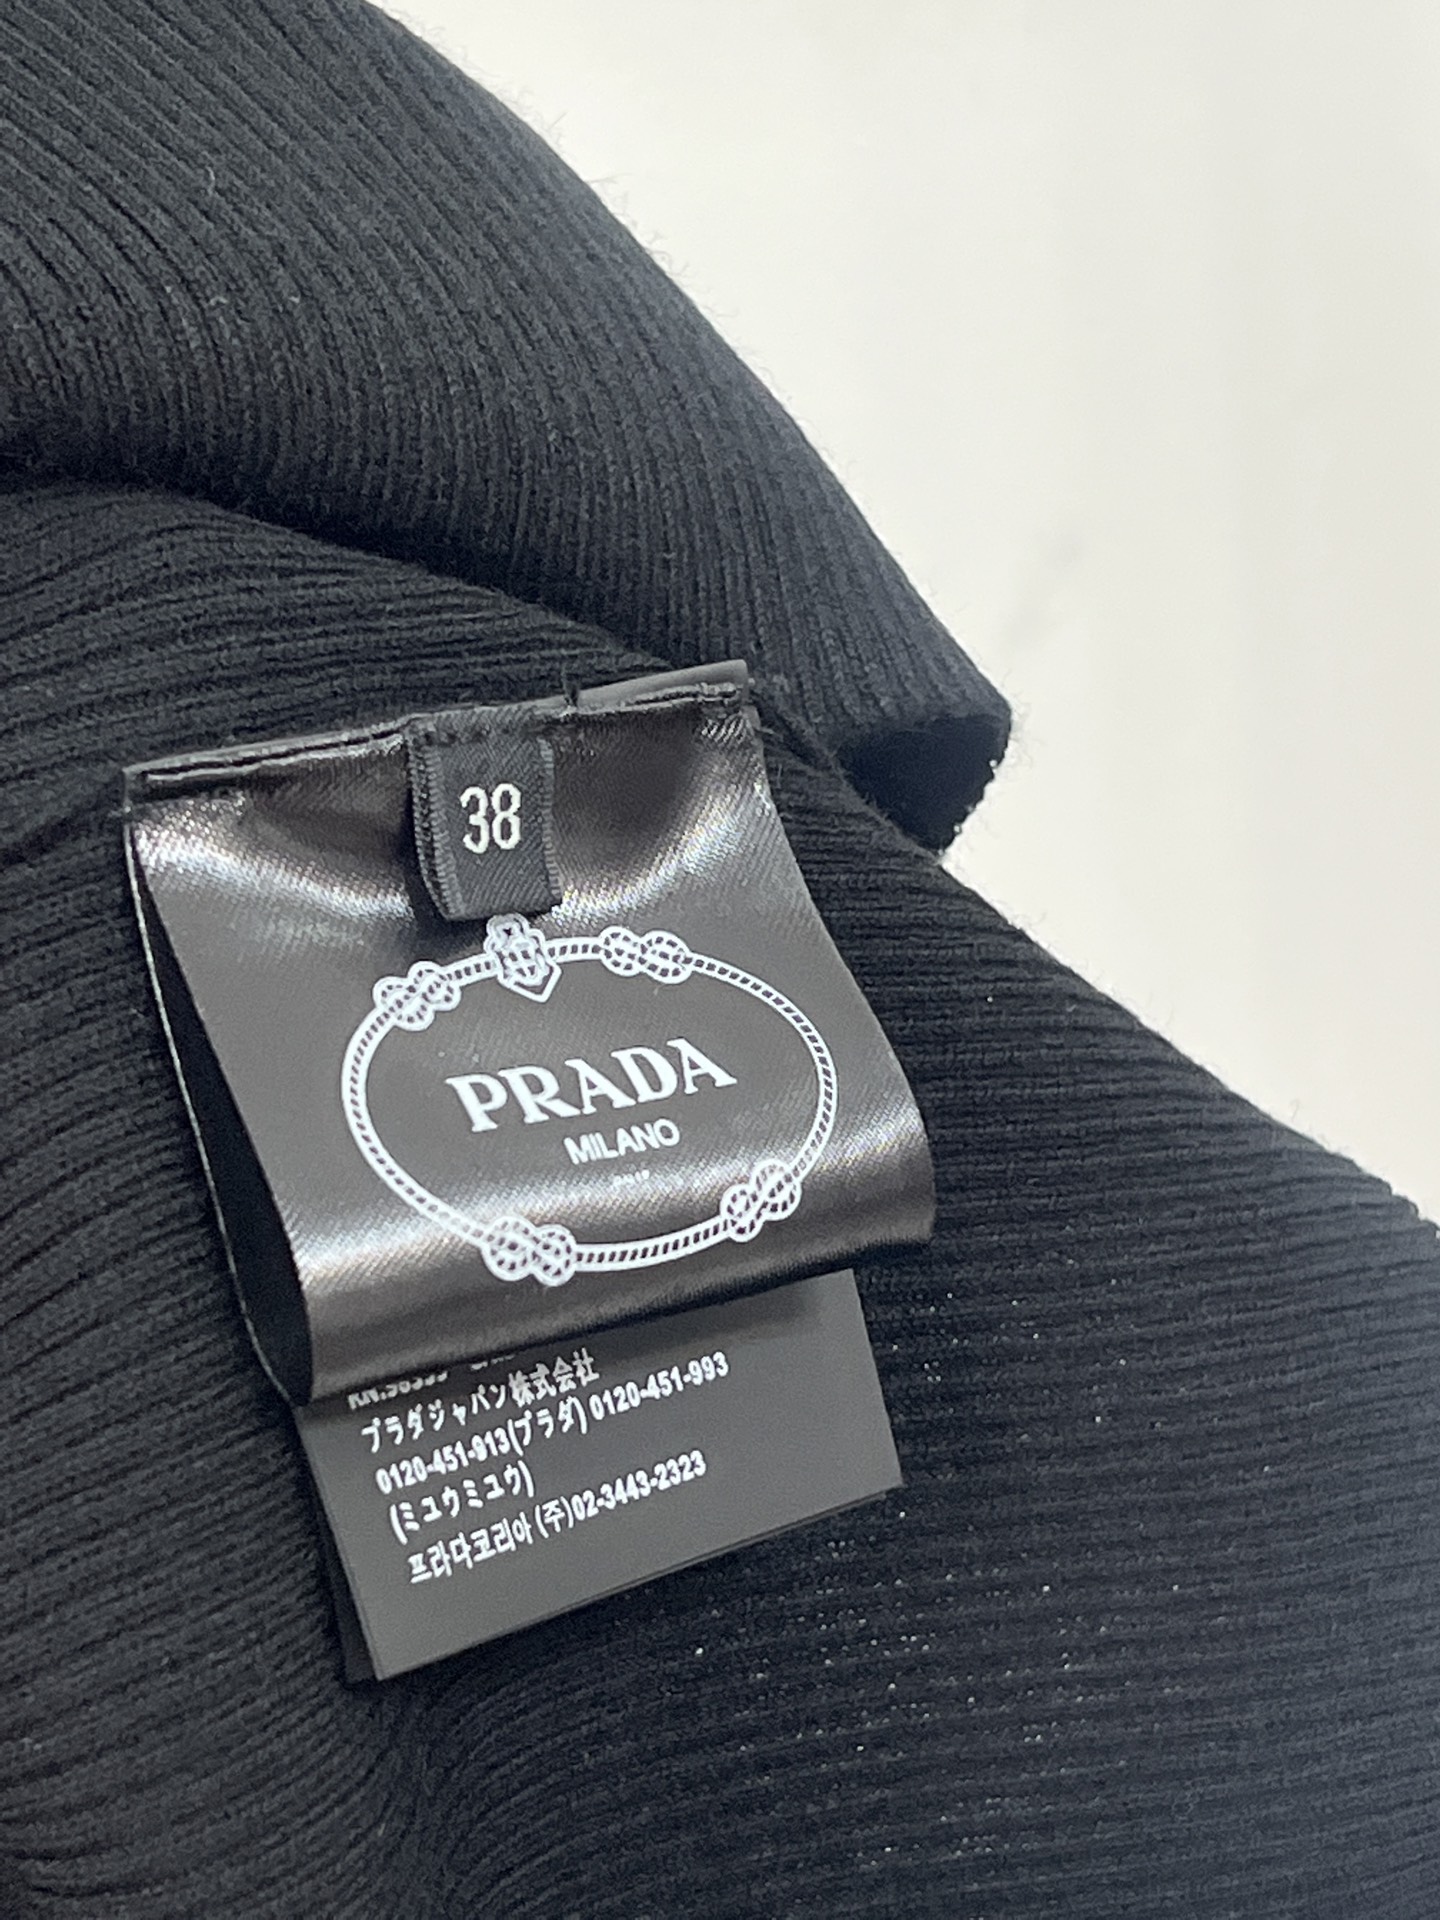 38
PRADA
MILANO
プラダジャパン株式会社
0120-451-913(プラダ) 0120-451-993
(ミュウミュウ)
프라다코리아 (주)02-3443-2323